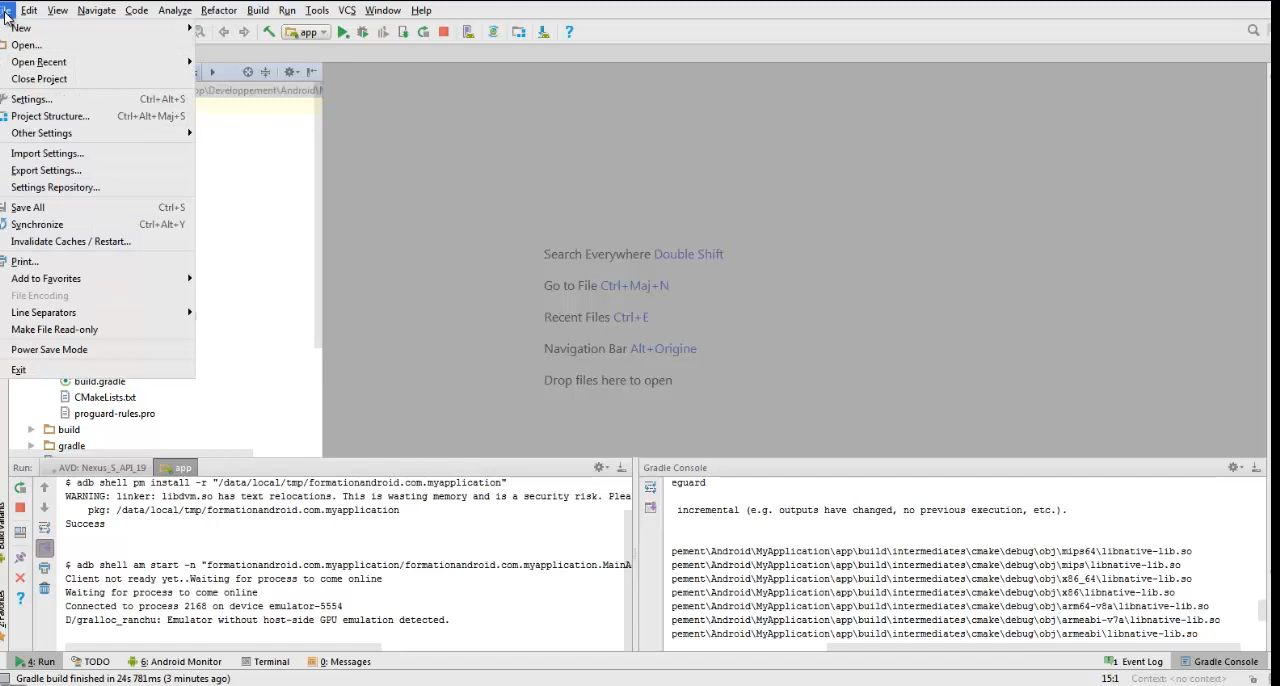 File Edit View Navigate Code Analyze Refactor Build Run Tools VCS Window Help
New
Open...
Open Recent
Close Project
Settings... Ctrl+Alt+S
Project Structure... Ctrl+Alt+Maj+S
Other Settings
Import Settings...
Export Settings...
Settings Repository...
Save All Ctrl+S
Synchronize Ctrl+Alt+Y
Invalidate Caches / Restart...
Print...
Add to Favorites
File Encoding
Line Separators
Make File Read-only
Power Save Mode
Exit
app
op\Developpement\Android\
Search Everywhere Double Shift
Go to File Ctrl+Maj+N
Recent Files Ctrl+E
Navigation Bar Alt+Origine
Drop files here to open
build.gradle
CMakeLists.txt
proguard-rules.pro
build
gradle
Run: AVD: Nexus_S_API_19 app
$ adb shell pm install -r "/data/local/tmp/formationandroid.com.myapplication"
WARNING: linker: libdvm.so has text relocations. This is wasting memory and is a security risk. Plea
pkg: /data/local/tmp/formationandroid.com.myapplication
Success
$ adb shell am start -n "formationandroid.com.myapplication/formationandroid.com.myapplication.MainA
Client not ready yet..Waiting for process to come online
Waiting for process to come online
Connected to process 2168 on device emulator-5554
D/gralloc_ranchu: Emulator without host-side GPU emulation detected.
Gradle Console
eguard
incremental (e.g. outputs have changed, no previous execution, etc.).
pement\Android\MyApplication\app\build\intermediates\cmake\debug\obj\mips64\libnative-lib.so
pement\Android\MyApplication\app\build\intermediates\cmake\debug\obj\mips\libnative-lib.so
pement\Android\MyApplication\app\build\intermediates\cmake\debug\obj\x86_64\libnative-lib.so
pement\Android\MyApplication\app\build\intermediates\cmake\debug\obj\x86\libnative-lib.so
pement\Android\MyApplication\app\build\intermediates\cmake\debug\obj\arm64-v8a\libnative-lib.so
pement\Android\MyApplication\app\build\intermediates\cmake\debug\obj\armeabi-v7a\libnative-lib.so
pement\Android\MyApplication\app\build\intermediates\cmake\debug\obj\armeabi\libnative-lib.so
4: Run TODO 6: Android Monitor Terminal 0: Messages 1 Event Log Gradle Console
Gradle build finished in 24s 781ms (3 minutes ago) 15:1 Context: <no context>